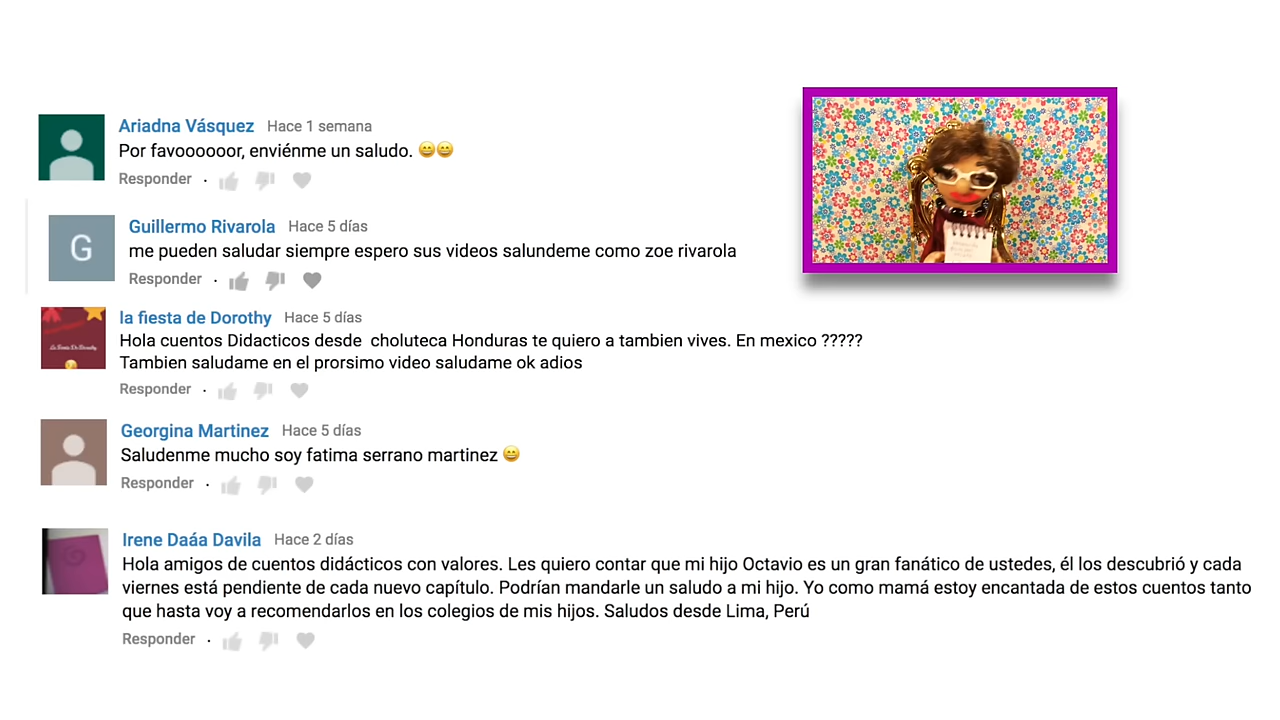 Ariadna Vásquez Hace 1 semana
Por favoooooor, enviénme un saludo. 😄😄
Responder ·
G
Guillermo Rivarola Hace 5 días
me pueden saludar siempre espero sus videos salundeme como zoe rivarola
Responder ·
la fiesta de Dorothy Hace 5 días
Hola cuentos Didacticos desde choluteca Honduras te quiero a tambien vives. En mexico ?????
Tambien saludame en el prorsimo video saludame ok adios
Responder ·
Georgina Martinez Hace 5 días
Saludenme mucho soy fatima serrano martinez 😄
Responder ·
Irene Daáa Davila Hace 2 días
Hola amigos de cuentos didácticos con valores. Les quiero contar que mi hijo Octavio es un gran fanático de ustedes, él los descubrió y cada
viernes está pendiente de cada nuevo capítulo. Podrían mandarle un saludo a mi hijo. Yo como mamá estoy encantada de estos cuentos tanto
que hasta voy a recomendarlos en los colegios de mis hijos. Saludos desde Lima, Perú
Responder ·